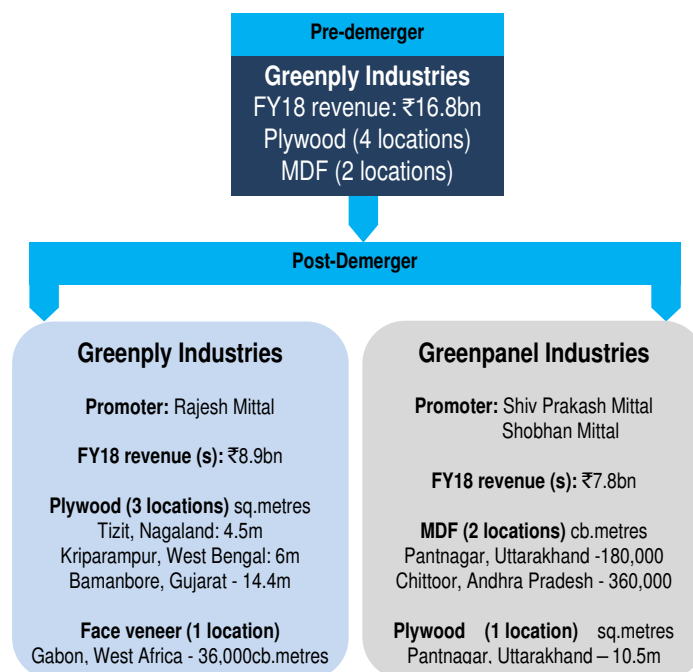 Pre-demerger
Greenply Industries
FY18 revenue: ₹16.8bn
Plywood (4 locations)
MDF (2 locations)
Post-Demerger
Greenply Industries
Promoter: Rajesh Mittal
FY18 revenue (s): ₹8.9bn
Plywood (3 locations) sq.metres
Tizit, Nagaland: 4.5m
Kriparampur, West Bengal: 6m
Bamanbore, Gujarat - 14.4m
Face veneer (1 location)
Gabon, West Africa - 36,000cb.metres
Greenpanel Industries
Promoter: Shiv Prakash Mittal
Shobhan Mittal
FY18 revenue (s): ₹7.8bn
MDF (2 locations) cb.metres
Pantnagar, Uttarakhand -180,000
Chittoor, Andhra Pradesh - 360,000
Plywood (1 location) sq.metres
Pantnagar, Uttarakhand – 10.5m